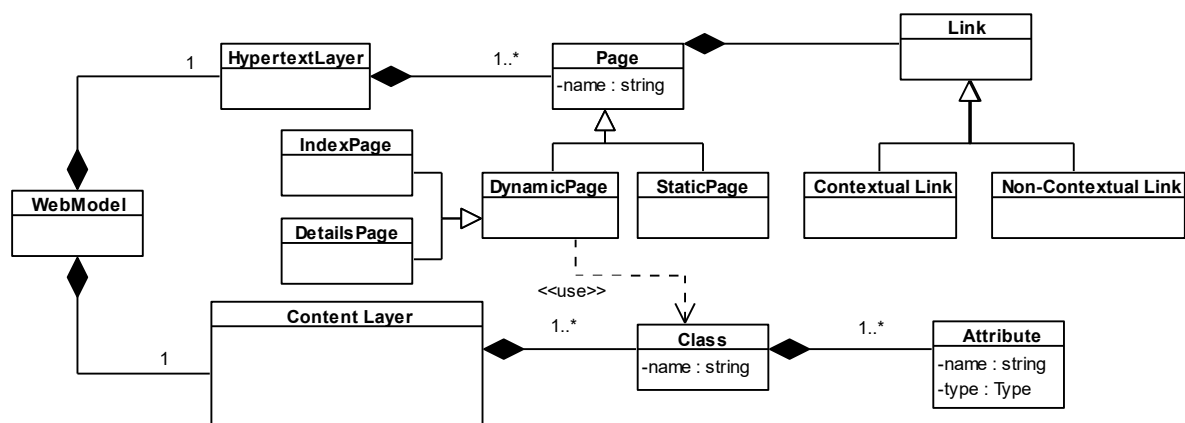 Link
HypertextLayer
1
1..*
Page
-name : string
IndexPage
DynamicPage
StaticPage
Contextual Link
Non-Contextual Link
WebModel
DetailsPage
<<use>>
Content Layer
1
1..*
Class
-name : string
1..*
Attribute
-name : string
-type : Type